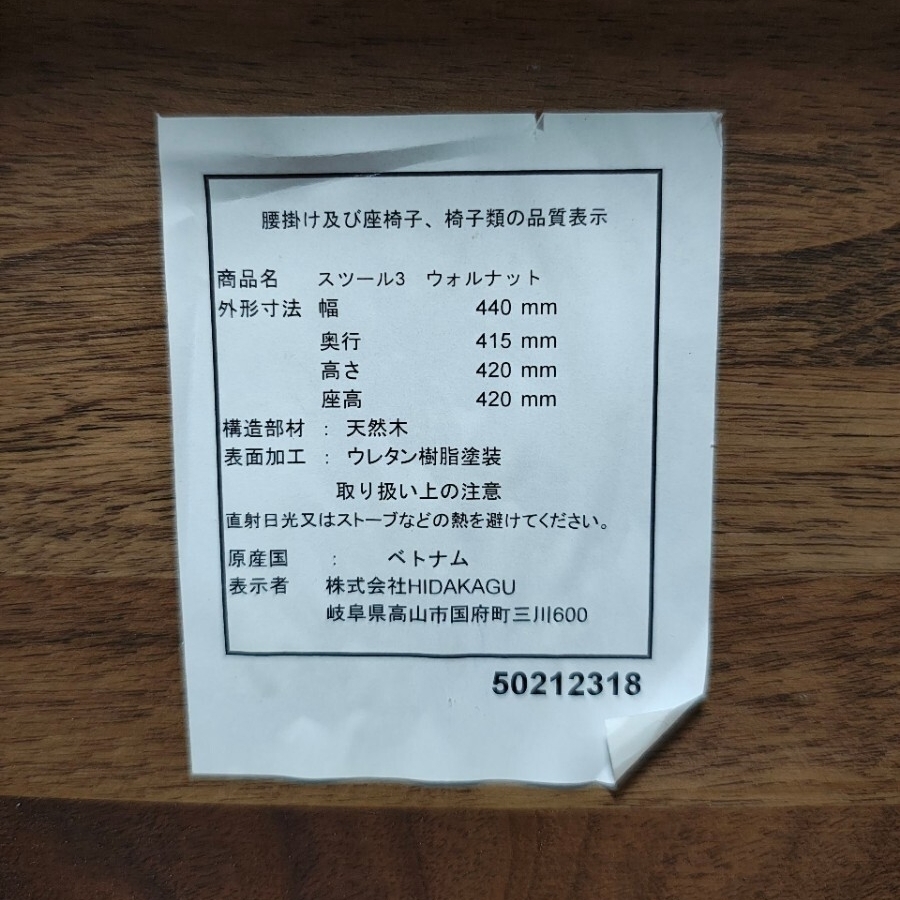 腰掛け及び座椅子、椅子類の品質表示
商品名 スツール3 ウォルナット
外形寸法 幅 440 mm
奥行 415 mm
高さ 420 mm
座高 420 mm
構造部材 : 天然木
表面加工 : ウレタン樹脂塗装
取り扱い上の注意
直射日光又はストーブなどの熱を避けてください。
原産国 : ベトナム
表示者 株式会社HIDAKAGU
岐阜県高山市国府町三川600
50212318